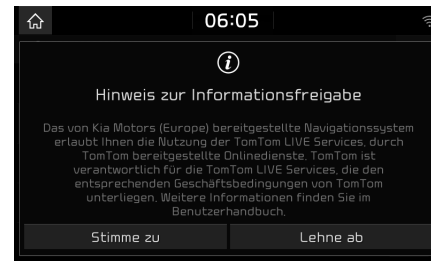 06:05
Hinweis zur Informationsfreigabe
Das von Kia Motors (Europe) bereitgestellte Navigationssystem
erlaubt Ihnen die Nutzung der TomTom LIVE Services, durch
TomTom bereitgestellte Onlinedienste. TomTom ist
verantwortlich für die TomTom LIVE Services, die den
entsprechenden Geschäftsbedingungen von TomTom
unterliegen. Weitere Informationen finden Sie im
Benutzerhandbuch.
Stimme zu
Lehne ab